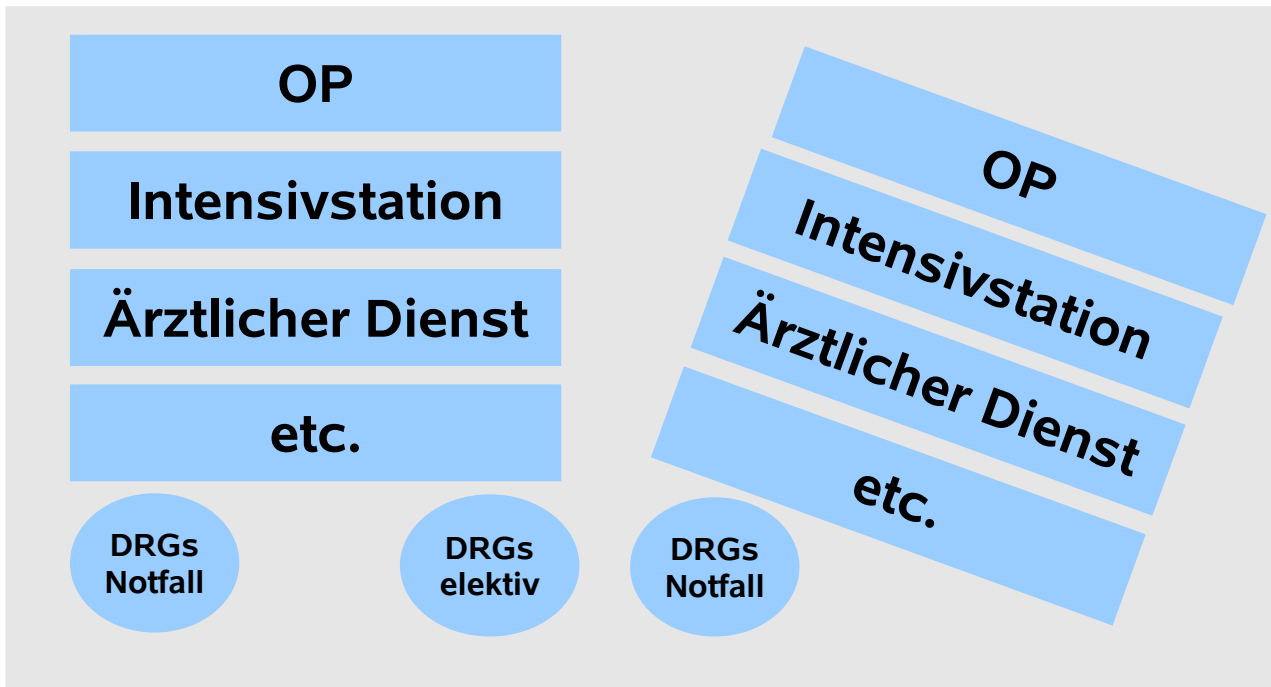 OP
Intensivstation
Ärztlicher Dienst
etc.
DRGs
Notfall
DRGs
elektiv
OP
Intensivstation
Ärztlicher Dienst
etc.
DRGs
Notfall